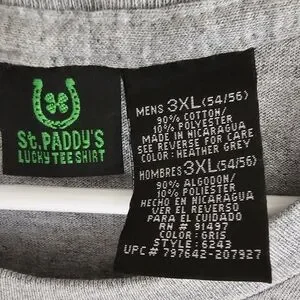 St. PADDY'S
LUCKY TEE SHIRT
MENS 3XL(54/56)
90% COTTON/
10% POLYESTER
MADE IN NICARAGUA
SEE REVERSE FOR CARE
COLOR: HEATHER GREY
HOMBRES 3XL(54/56)
90% ALGODON/
10% POLIESTER
HECHO EN NICARAGUA
VER EL REVERSO
PARA EL CUIDADO
RN # 91497
COLOR: GRIS
STYLE: 6243
UPC# 797642-207927